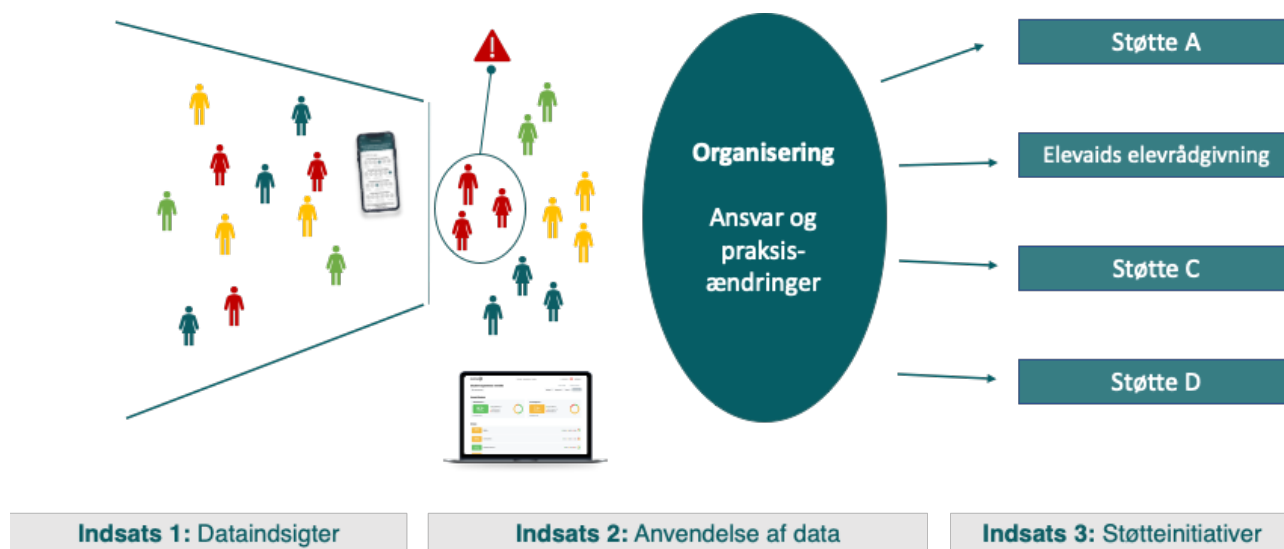 Støtte A
Organisering
Elevaids elevrådgivning
Ansvar og
praksis-
ændringer
Støtte C
Støtte D
Indsats 1: Dataindsigter
Indsats 2: Anvendelse af data
Indsats 3: Støtteinitiativer